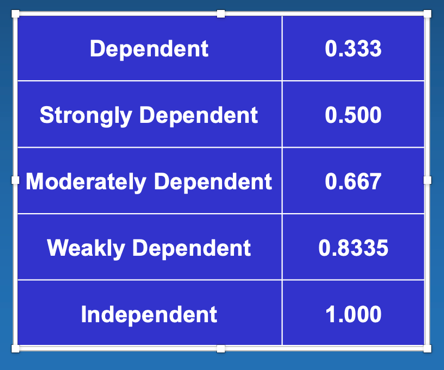 Dependent 0.333
Strongly Dependent 0.500
Moderately Dependent 0.667
Weakly Dependent 0.8335
Independent 1.000